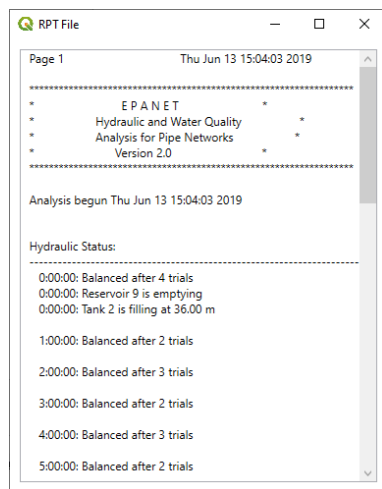 RPT File
Page 1 Thu Jun 13 15:04:03 2019
******************************************************************
* E P A N E T *
* Hydraulic and Water Quality *
* Analysis for Pipe Networks *
* Version 2.0 *
******************************************************************
Analysis begun Thu Jun 13 15:04:03 2019
Hydraulic Status:
-----------------------------------------------------------------------
0:00:00: Balanced after 4 trials
0:00:00: Reservoir 9 is emptying
0:00:00: Tank 2 is filling at 36.00 m
1:00:00: Balanced after 2 trials
2:00:00: Balanced after 3 trials
3:00:00: Balanced after 2 trials
4:00:00: Balanced after 3 trials
5:00:00: Balanced after 2 trials